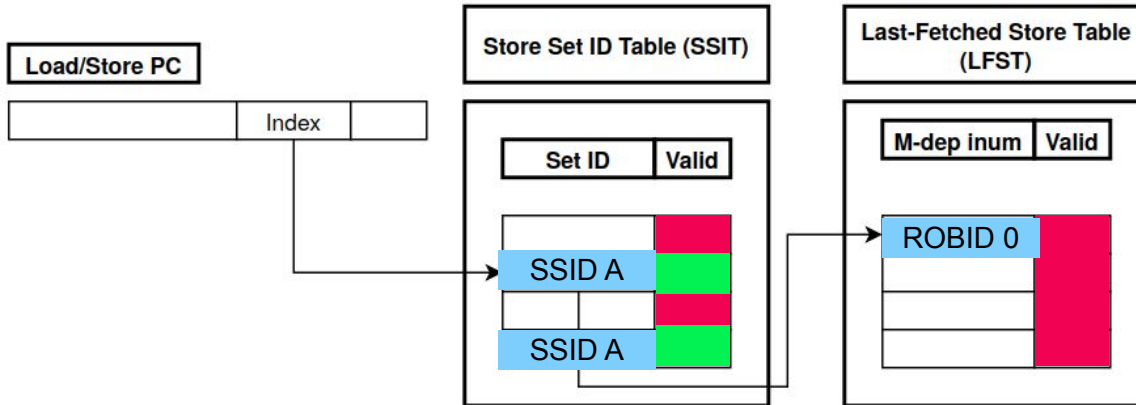 Load/Store PC
Index
Store Set ID Table (SSIT)
Set ID Valid
SSID A
SSID A
Last-Fetched Store Table
(LFST)
M-dep inum Valid
ROBID 0